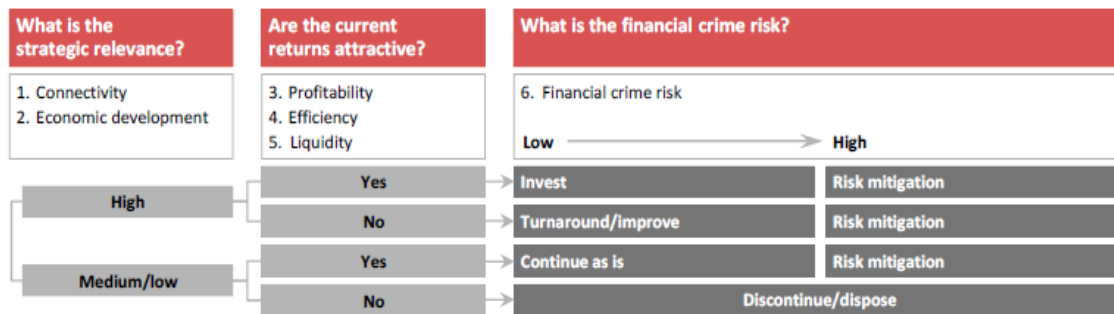 What is the
strategic relevance?
Are the current
returns attractive?
What is the financial crime risk?
1. Connectivity
2. Economic development
3. Profitability
4. Efficiency
5. Liquidity
6. Financial crime risk
Low
High
High
Yes
Invest
Risk mitigation
No
Turnaround/improve
Risk mitigation
Medium/low
Yes
Continue as is
Risk mitigation
No
Discontinue/dispose